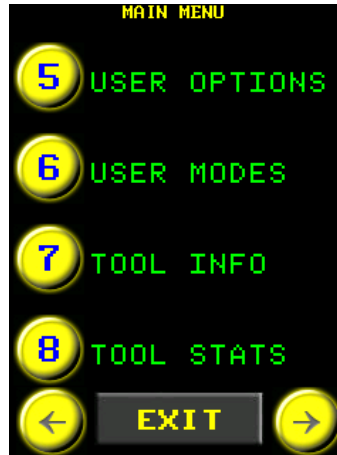 MAIN MENU
5 USER OPTIONS
6 USER MODES
7 TOOL INFO
8 TOOL STATS
← EXIT →